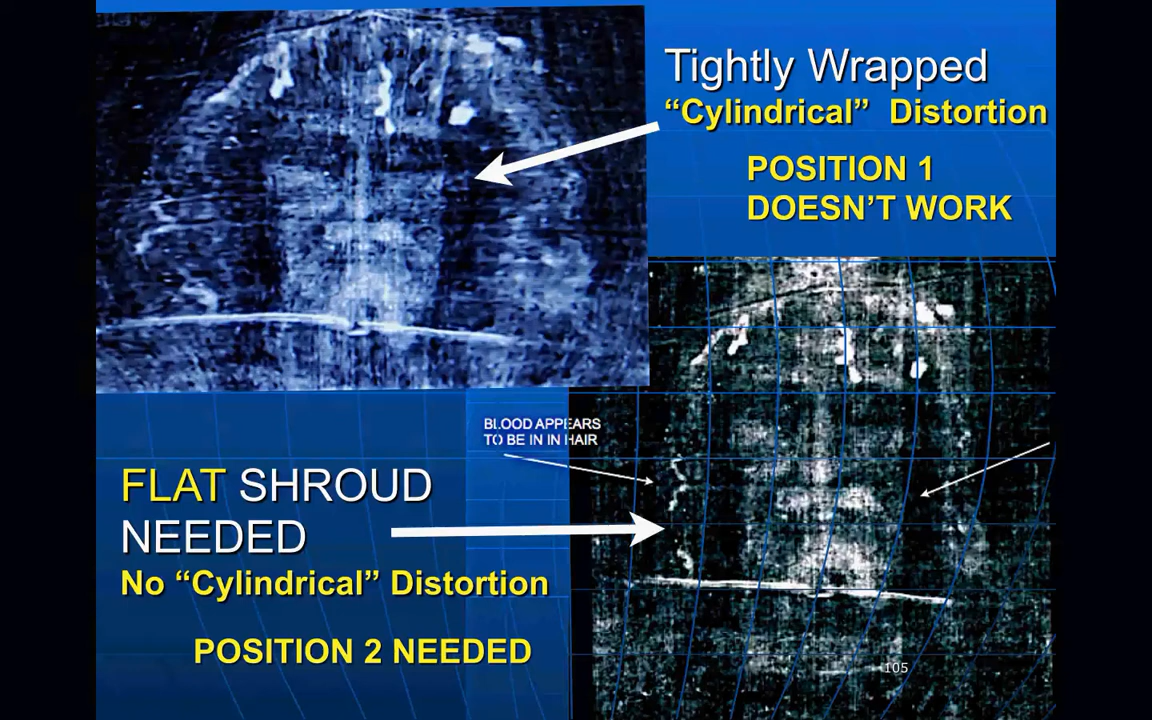 Tightly Wrapped
“Cylindrical” Distortion
POSITION 1
DOESN’T WORK
BLOOD APPEARS
TO BE IN IN HAIR
FLAT SHROUD
NEEDED
No “Cylindrical” Distortion
POSITION 2 NEEDED
105